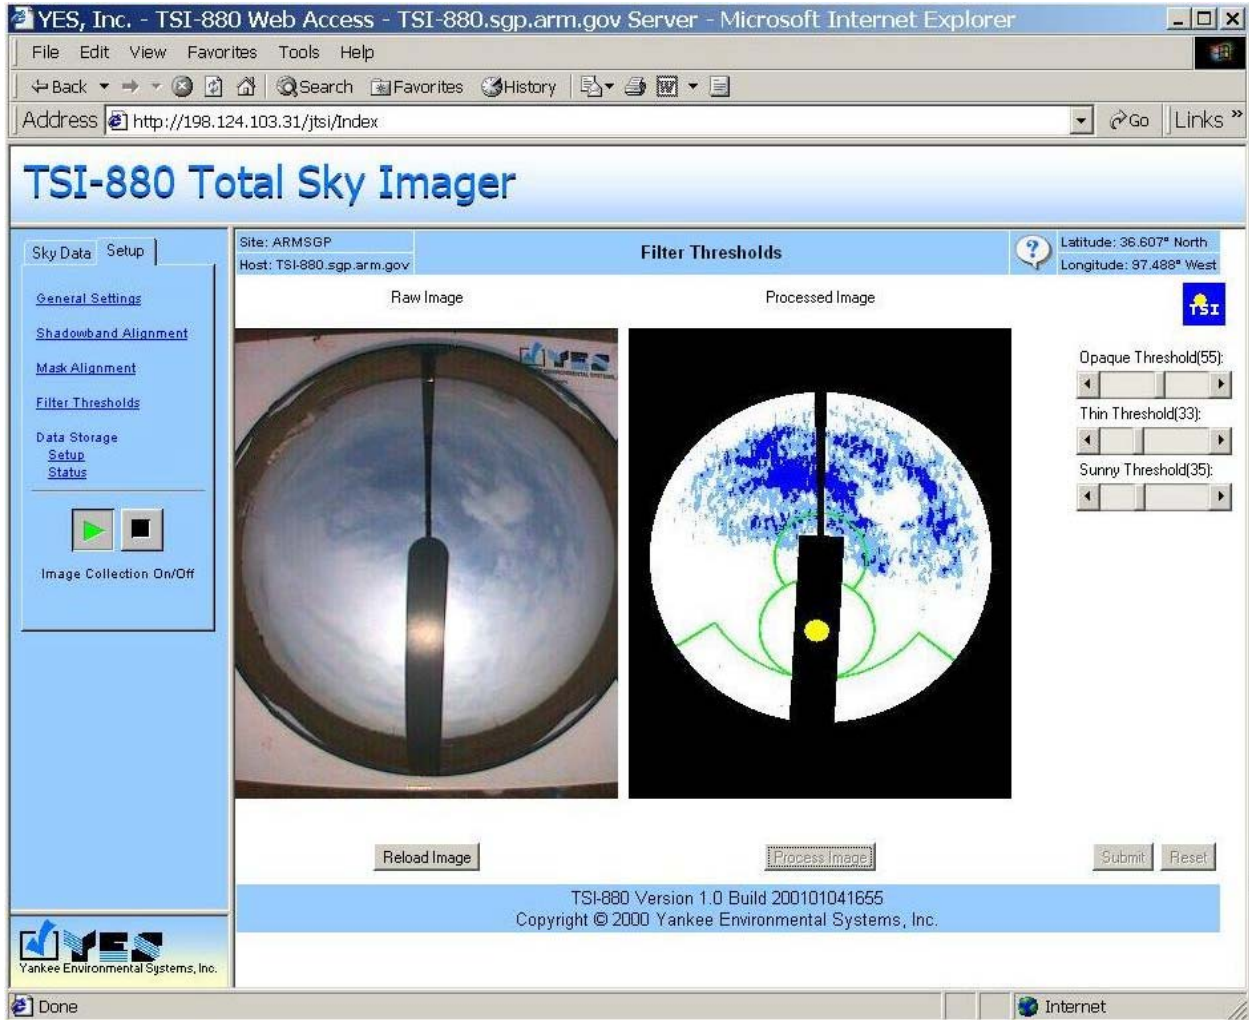 YES, Inc. - TSI-880 Web Access - TSI-880.sgp.arm.gov Server - Microsoft Internet Explorer
File Edit View Favorites Tools Help
Back Search Favorites History
Address http://198.124.103.31/jtsi/Index Go Links »
TSI-880 Total Sky Imager
Sky Data Setup
General Settings
Shadowband Alignment
Mask Alignment
Filter Thresholds
Data Storage
Setup
Status
Image Collection On/Off
Site: ARMSGP
Host: TSI-880.sgp.arm.gov
Filter Thresholds
Latitude: 36.607° North
Longitude: 97.488° West
Raw Image
Processed Image
TSI
YES
Opaque Threshold(55):
Thin Threshold(33):
Sunny Threshold(35):
Reload Image
Process Image
Submit Reset
TSI-880 Version 1.0 Build 200101041655
Copyright © 2000 Yankee Environmental Systems, Inc.
YES
Yankee Environmental Systems, Inc.
Done Internet